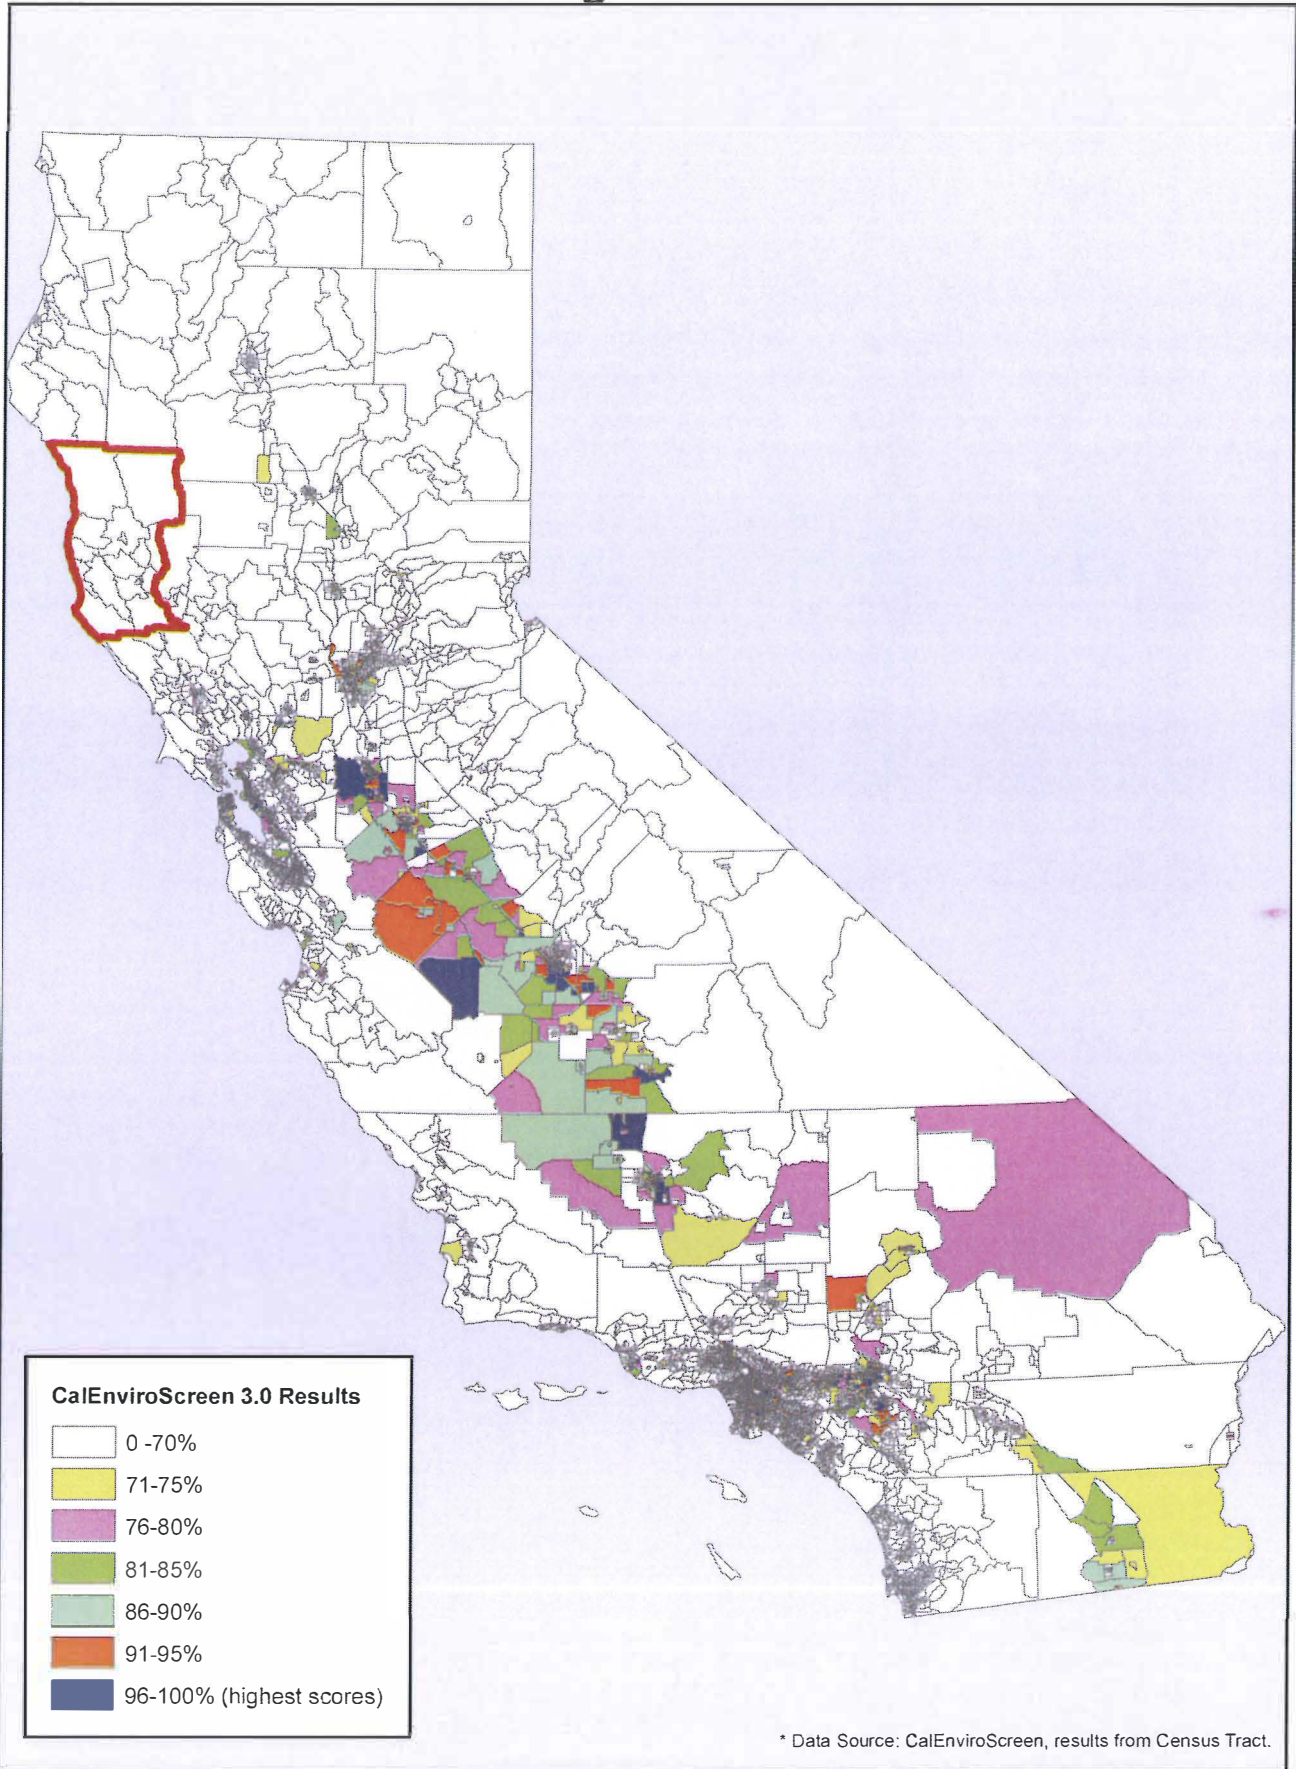 CalEnviroScreen 3.0 Results
0 -70%
71-75%
76-80%
81-85%
86-90%
91-95%
96-100% (highest scores)
* Data Source: CalEnviroScreen, results from Census Tract.